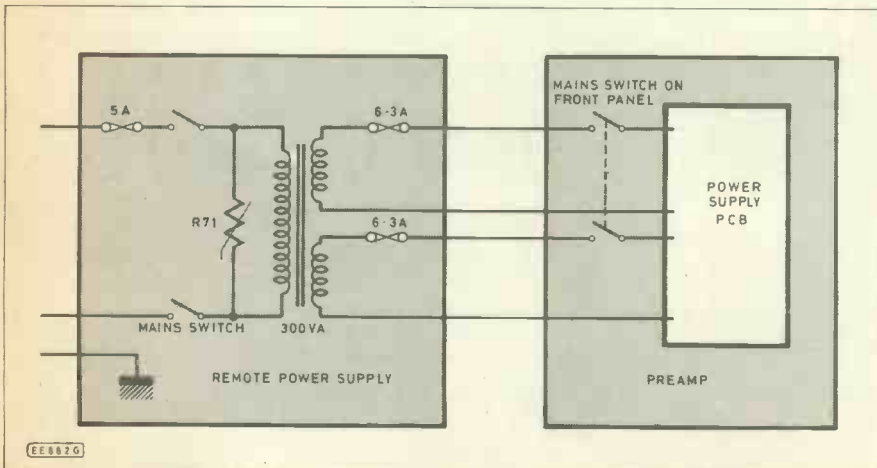 5A
6·3A
MAINS SWITCH ON
FRONT PANEL
R71
6·3A
POWER
SUPPLY
PCB
MAINS SWITCH
300VA
REMOTE POWER SUPPLY
PREAMP
EE882G